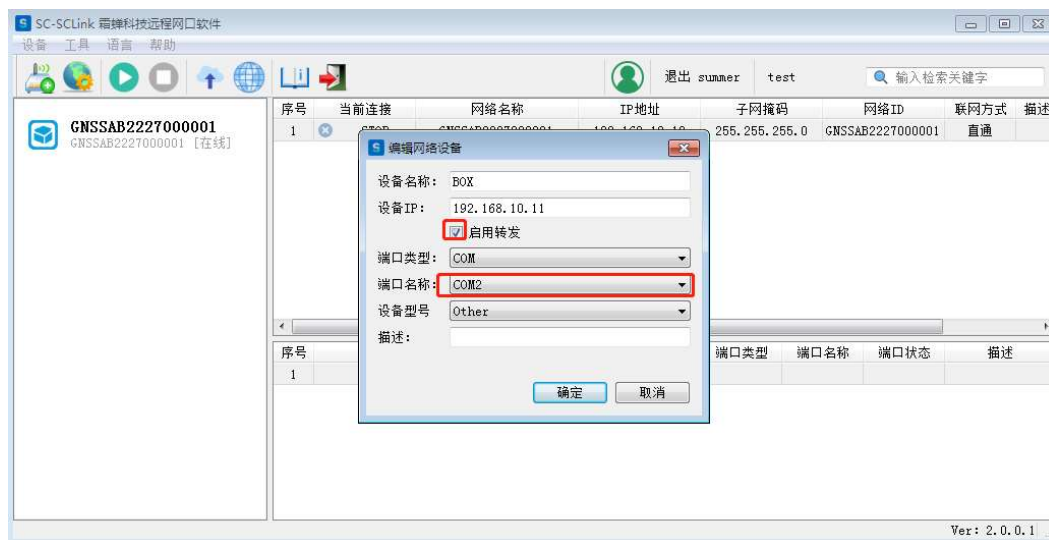 SC-SCLink 霜蝉科技远程网口软件
设备 工具 语言 帮助
退出 summer test 输入检索关键字
GNSSAB2227000001
GNSSAB2227000001 [在线]
序号 当前连接 网络名称 IP地址 子网掩码 网络ID 联网方式 描述
1 255.255.255.0 GNSSAB2227000001 直通
编辑网络设备
设备名称: BOX
设备IP: 192.168.10.11
启用转发
端口类型: COM
端口名称: COM2
设备型号 Other
描述:
确定 取消
序号 端口类型 端口名称 端口状态 描述
1
Ver: 2.0.0.1